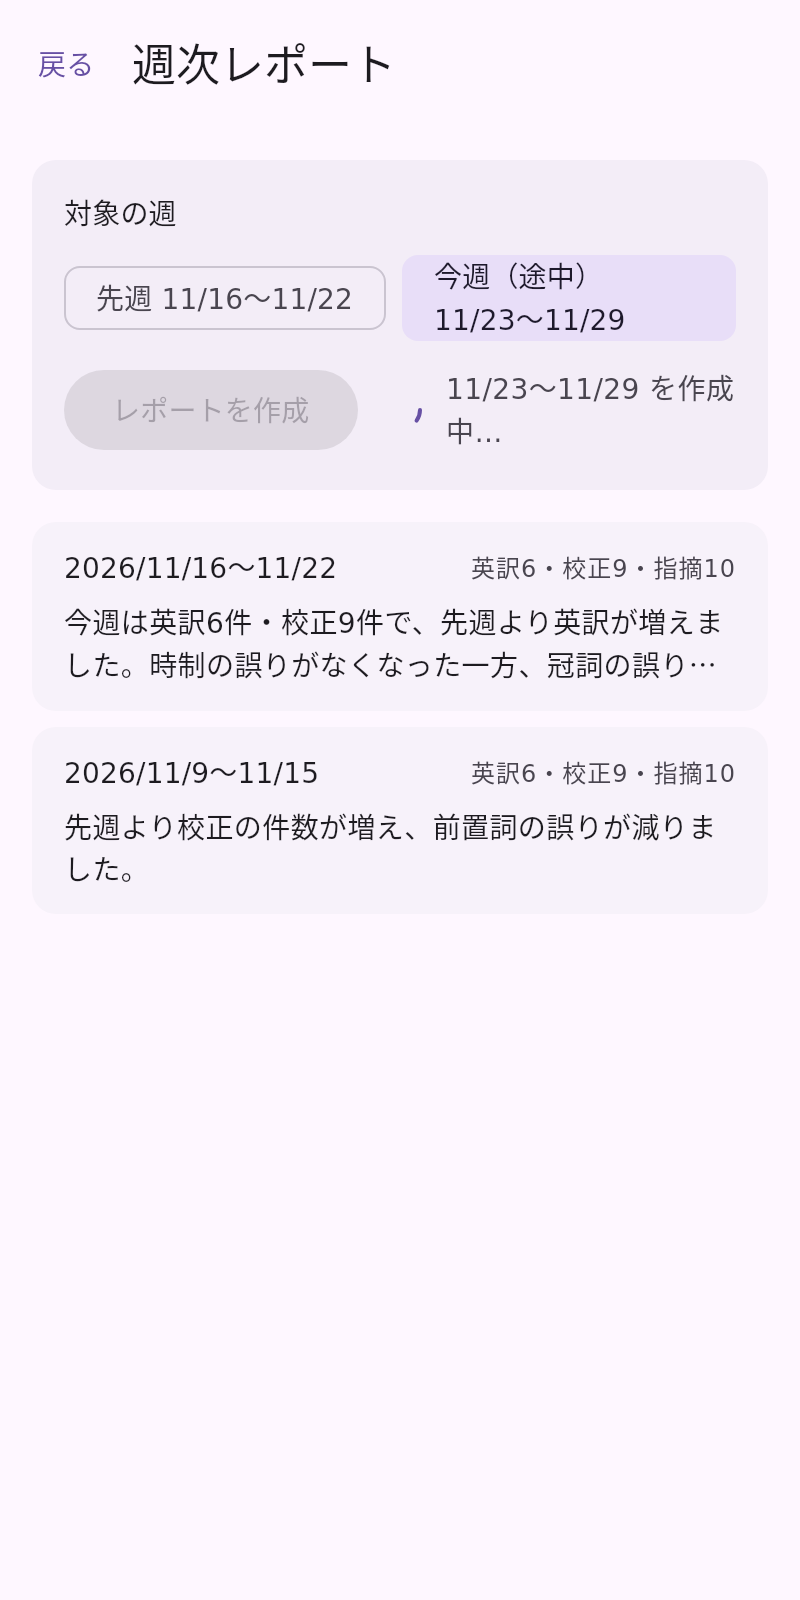 戻る 週次レポート
対象の週
先週 11/16〜11/22
今週（途中）
11/23〜11/29
レポートを作成
11/23〜11/29 を作成
中…
2026/11/16〜11/22 英訳6・校正9・指摘10
今週は英訳6件・校正9件で、先週より英訳が増えま
した。時制の誤りがなくなった一方、冠詞の誤り…
2026/11/9〜11/15 英訳6・校正9・指摘10
先週より校正の件数が増え、前置詞の誤りが減りま
した。